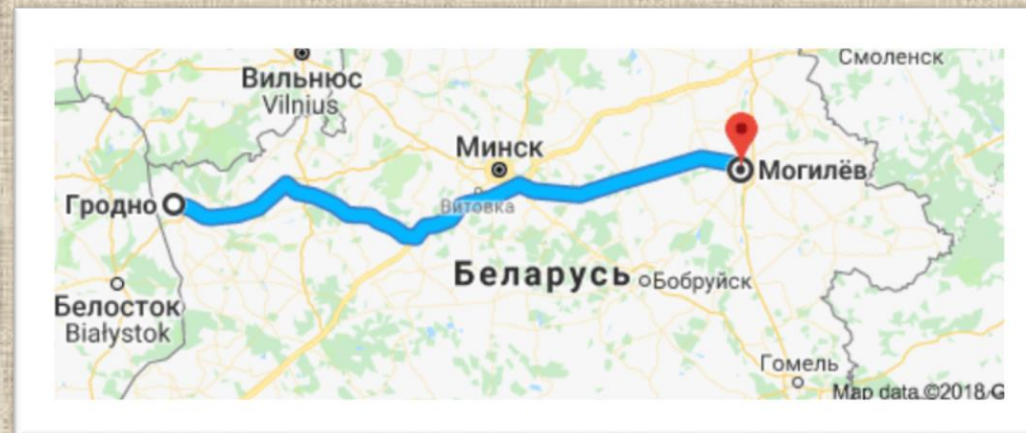 Смоленск
Вильнюс
Vilnius
Минск
Могилёв
Гродно
Витовка
Беларусь
Бобруйск
Белосток
Białystok
Гомель
Map data ©2018 G